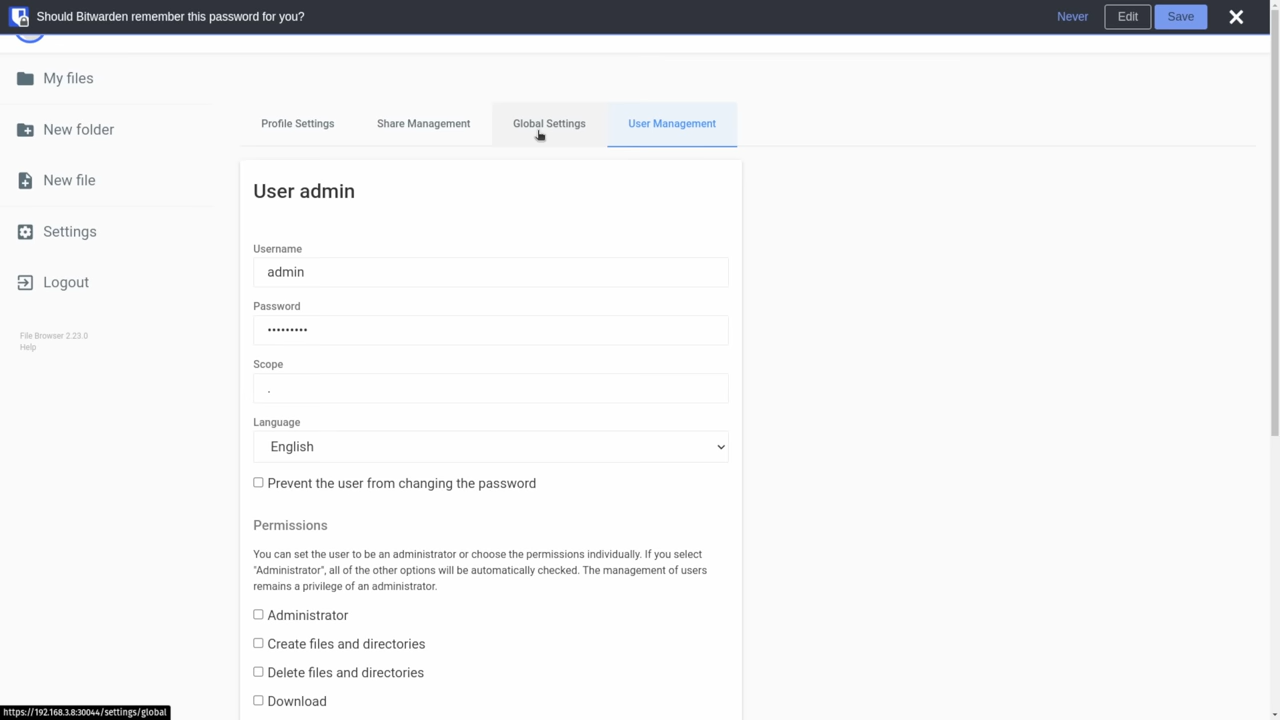 Should Bitwarden remember this password for you?
Never
Edit
Save
My files
New folder
New file
Settings
Logout
File Browser 2.23.0
Help
Profile Settings
Share Management
Global Settings
User Management
User admin
Username
admin
Password
•••••••••
Scope
.
Language
English
Prevent the user from changing the password
Permissions
You can set the user to be an administrator or choose the permissions individually. If you select
"Administrator", all of the other options will be automatically checked. The management of users
remains a privilege of an administrator.
Administrator
Create files and directories
Delete files and directories
Download
https://192.168.3.8:30044/settings/global